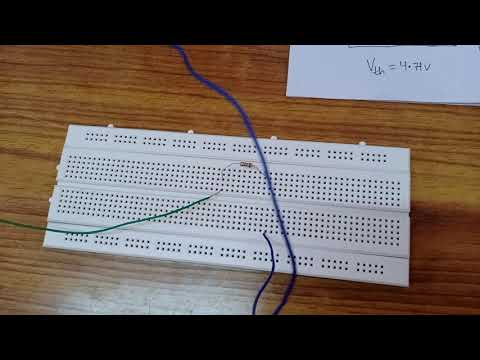 Vth = 4.7V